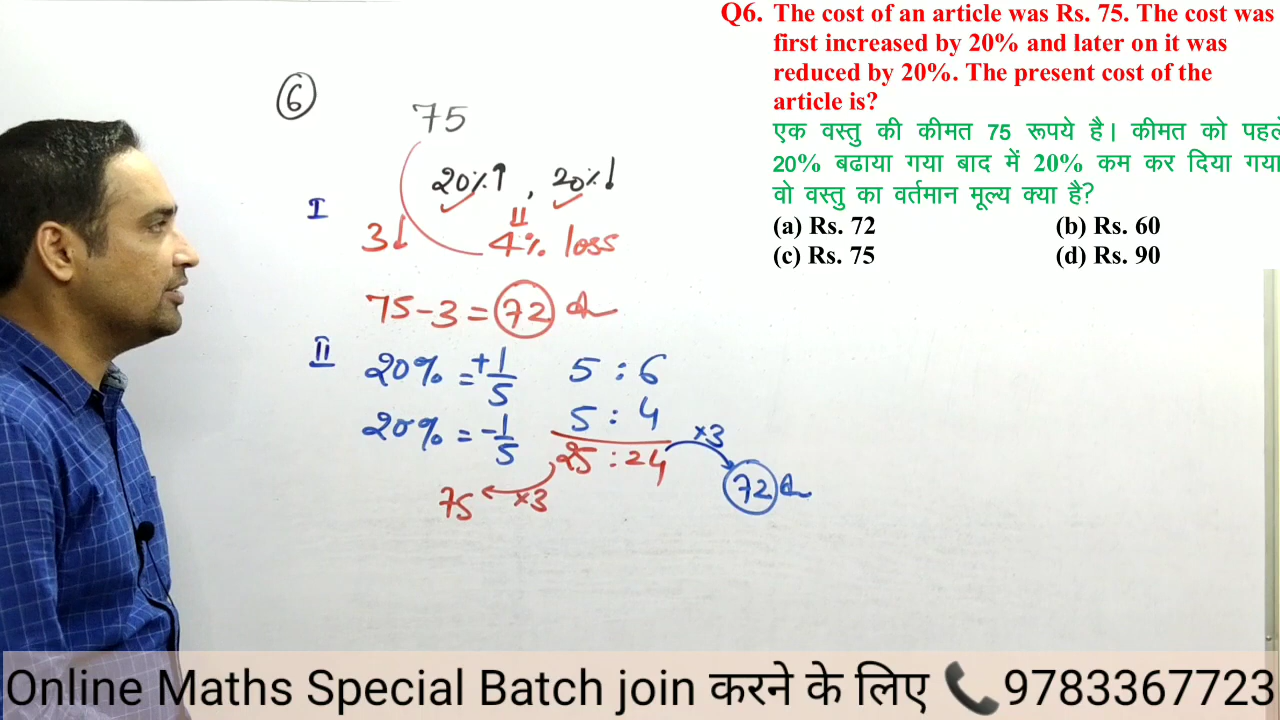 Q6. The cost of an article was Rs. 75. The cost was
first increased by 20% and later on it was
reduced by 20%. The present cost of the
article is?
एक वस्तु की कीमत 75 रूपये है। कीमत को पहले
20% बढाया गया बाद में 20% कम कर दिया गया
वो वस्तु का वर्तमान मूल्य क्या है?
(a) Rs. 72 (b) Rs. 60
(c) Rs. 75 (d) Rs. 90
6
75
20%↑, 20%↓
I
3↓ 4% loss
75-3=72
II
20% = +1/5 5:6
20% = -1/5 5:4
25:24 ×3
75 ×3 72
Online Maths Special Batch join करने के लिए 📞9783367723